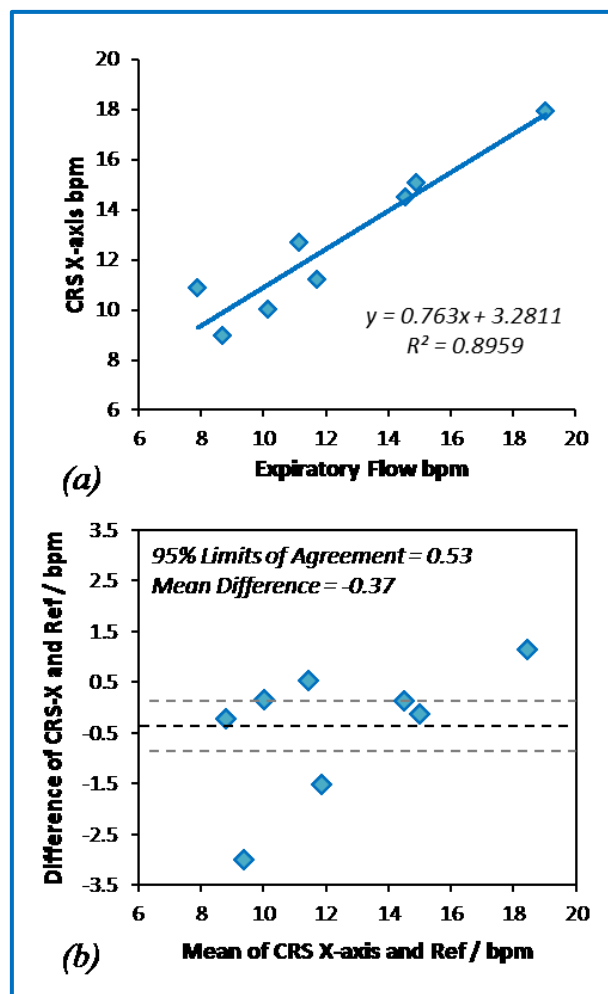 CRS X-axis bpm
18
16
14
12
10
8
6
y = 0.763x + 3.2811
R² = 0.8959
6 8 10 12 14 16 18 20
Expiratory Flow bpm
(a)
Difference of CRS-X and Ref / bpm
3.5
2.5
1.5
0.5
-0.5
-1.5
-2.5
-3.5
95% Limits of Agreement = 0.53
Mean Difference = -0.37
6 8 10 12 14 16 18 20
Mean of CRS X-axis and Ref / bpm
(b)